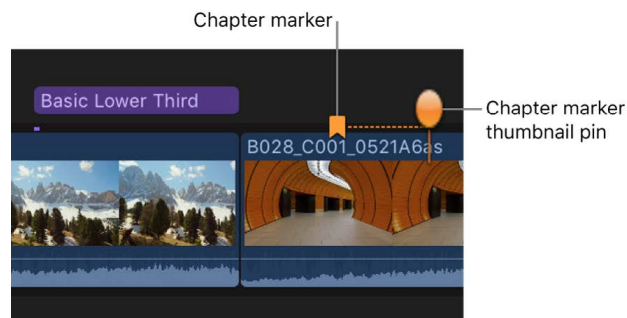 Chapter marker
Basic Lower Third
Chapter marker
thumbnail pin
B028_C001_0521A6as